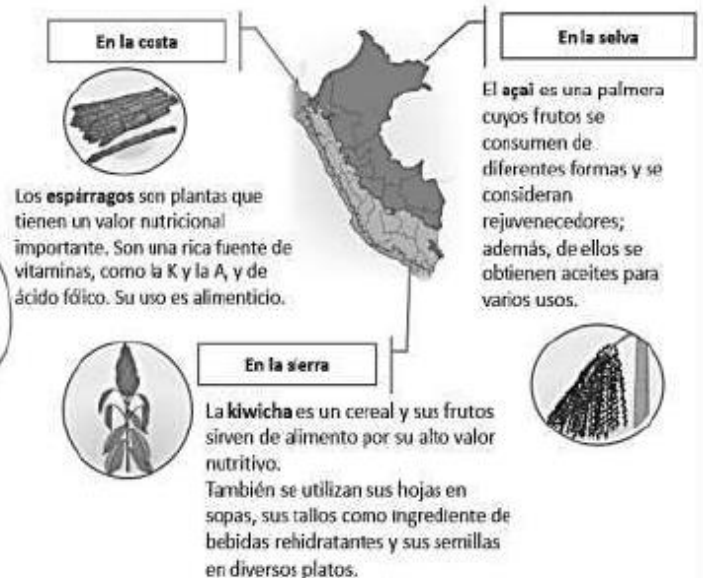 En la costa
Los espárragos son plantas que
tienen un valor nutricional
importante. Son una rica fuente de
vitaminas, como la K y la A, y de
ácido fólico. Su uso es alimenticio.
En la selva
El açai es una palmera
cuyos frutos se
consumen de
diferentes formas y se
consideran
rejuvenecedores;
además, de ellos se
obtienen aceites para
varios usos.
En la sierra
La kiwicha es un cereal y sus frutos
sirven de alimento por su alto valor
nutritivo.
También se utilizan sus hojas en
sopas, sus tallos como ingrediente de
bebidas rehidratantes y sus semillas
en diversos platos.